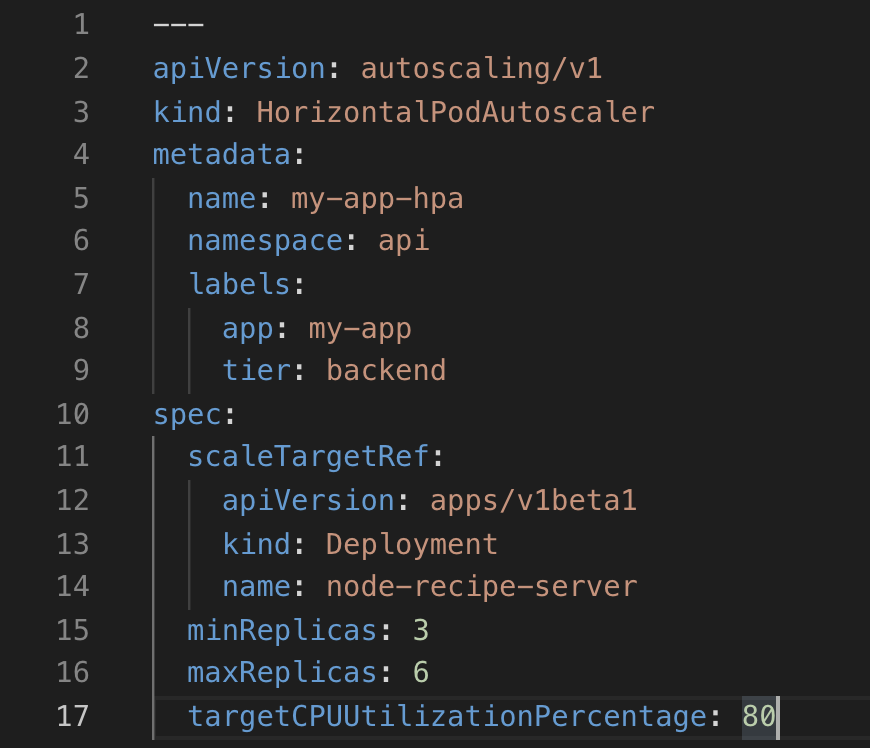 1 ---
2 apiVersion: autoscaling/v1
3 kind: HorizontalPodAutoscaler
4 metadata:
5   name: my-app-hpa
6   namespace: api
7   labels:
8     app: my-app
9     tier: backend
10 spec:
11   scaleTargetRef:
12     apiVersion: apps/v1beta1
13     kind: Deployment
14     name: node-recipe-server
15   minReplicas: 3
16   maxReplicas: 6
17   targetCPUUtilizationPercentage: 80